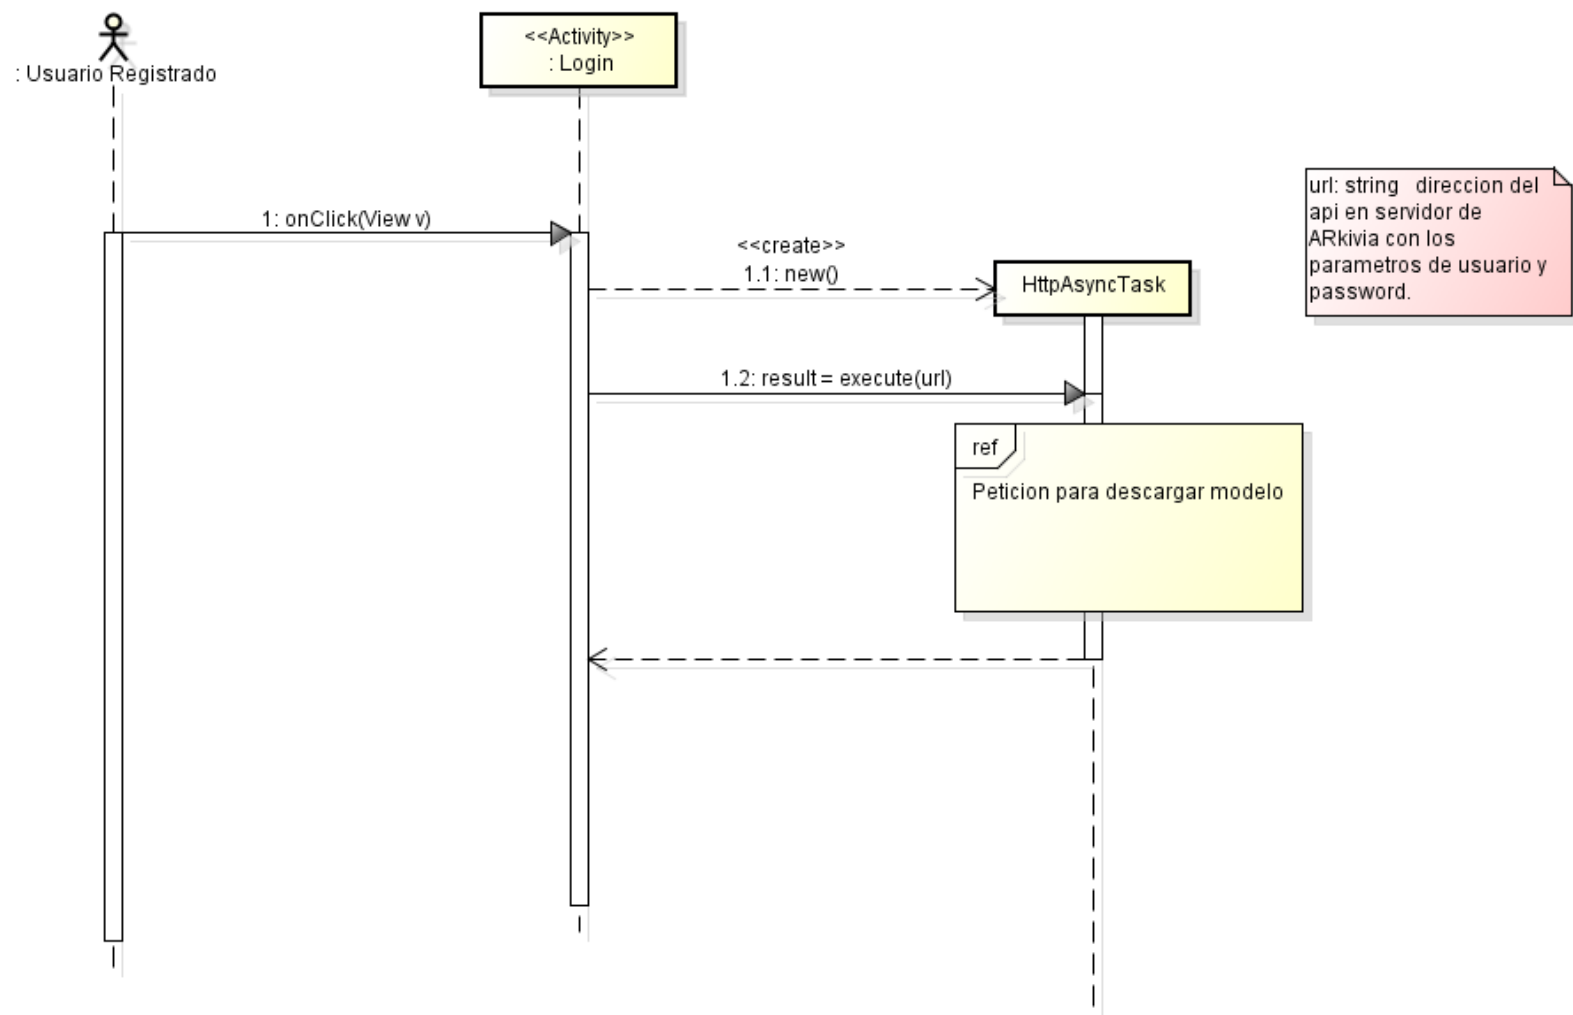 : Usuario Registrado
<<Activity>>
: Login
1: onClick(View v)
<<create>>
1.1: new()
HttpAsyncTask
url: string   direccion del
api en servidor de
ARkivia con los
parametros de usuario y
password.
1.2: result = execute(url)
ref
Peticion para descargar modelo